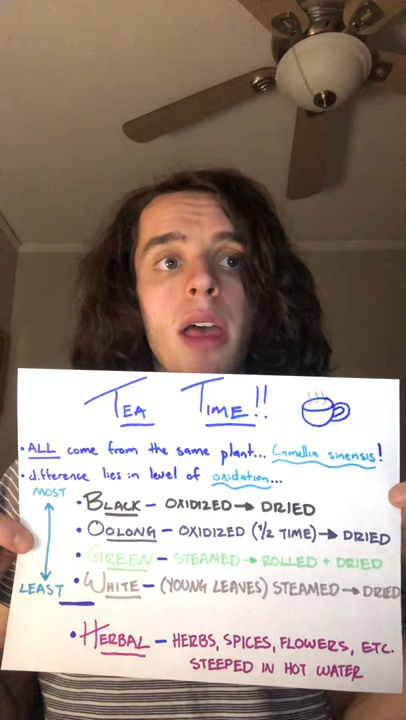 TEA TIME!!
• ALL come from the same plant... Camellia sinensis!
• difference lies in level of oxidation...
MOST
• BLACK – OXIDIZED → DRIED
• OOLONG – OXIDIZED (1/2 TIME) → DRIED
• GREEN – STEAMED → ROLLED + DRIED
• WHITE – (YOUNG LEAVES) STEAMED → DRIED
LEAST
• HERBAL – HERBS, SPICES, FLOWERS, ETC.
STEEPED IN HOT WATER